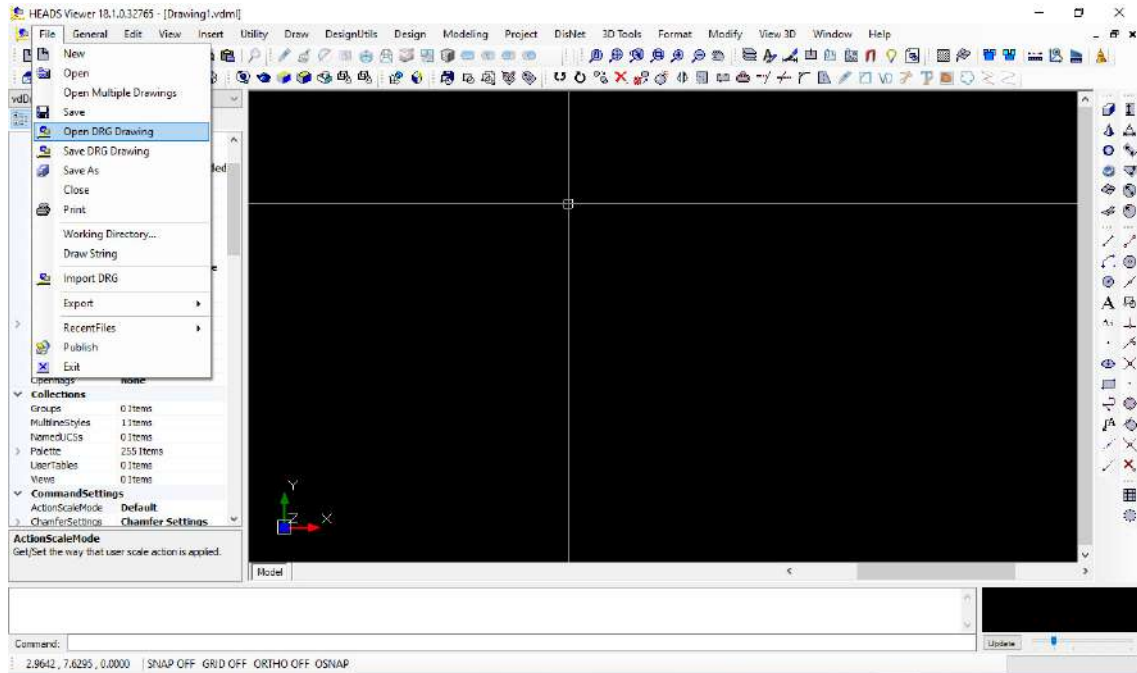 HEADS Viewer 18.1.0.32765 - [Drawing1.vdml]
File General Edit View Insert Utility Draw DesignUtils Design Modeling Project DisNet 3D Tools Format Modify View 3D Window Help
New
Open
Open Multiple Drawings
Save
Open DRG Drawing
Save DRG Drawing
Save As
Close
Print
Working Directory...
Draw String
Import DRG
Export
RecentFiles
Publish
Exit
None
Collections
Groups 0 Items
MultilineStyles 1 Items
NamedUCSs 0 Items
Palette 255 Items
UserTables 0 Items
Views 0 Items
CommandSettings
ActionScaleMode Default
ChamferSettings Chamfer Settings
ActionScaleMode
Get/Set the way that user scale action is applied.
Y
Z X
Model
Update
Command:
2.9642 , 7.6295 , 0.0000 SNAP OFF GRID OFF ORTHO OFF OSNAP